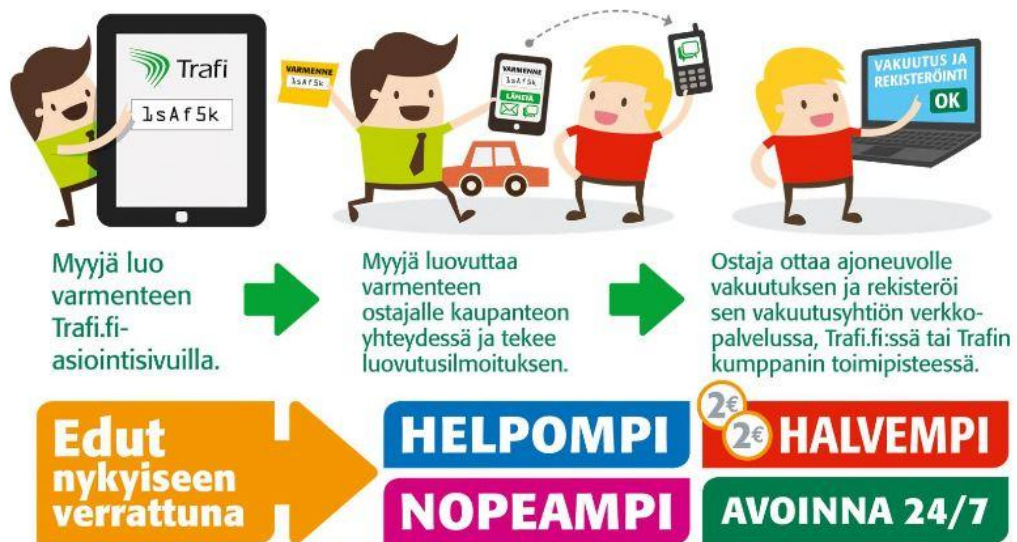 Trafi
1sAf5k
VARMENNE
1sAf5k
VARMENNE
1sAf5k
LÄHETÄ
VAKUUTUS JA
REKISTERÖINTI
OK
Myyjä luo
varmenteen
Trafi.fi-
asiointisivuilla.
Myyjä luovuttaa
varmenteen
ostajalle kaupanteon
yhteydessä ja tekee
luovutusilmoituksen.
Ostaja ottaa ajoneuvolle
vakuutuksen ja rekisteröi
sen vakuutusyhtiön verkko-
palvelussa, Trafi.fi:ssä tai Trafin
kumppanin toimipisteessä.
Edut
nykyiseen
verrattuna
HELPOMPI
2€
2€ HALVEMPI
NOPEAMPI
AVOINNA 24/7